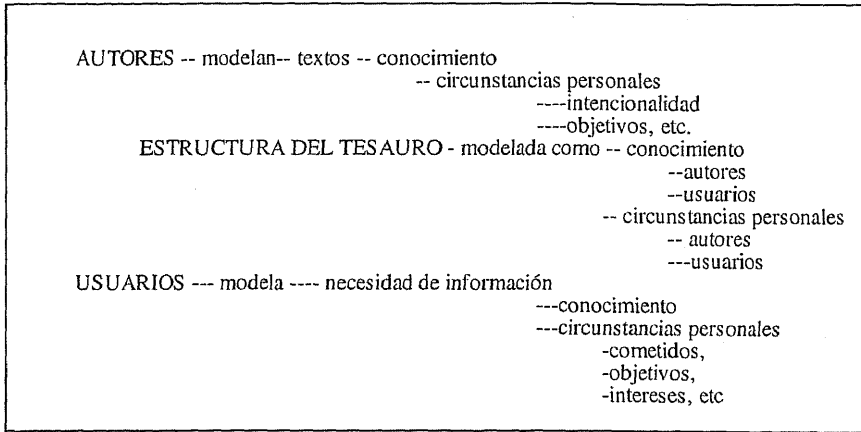 AUTORES -- modelan-- textos -- conocimiento
-- circunstancias personales
----intencionalidad
----objetivos, etc.
ESTRUCTURA DEL TESAURO - modelada como -- conocimiento
--autores
--usuarios
-- circunstancias personales
-- autores
---usuarios
USUARIOS --- modela ---- necesidad de información
---conocimiento
---circunstancias personales
-cometidos,
-objetivos,
-intereses, etc